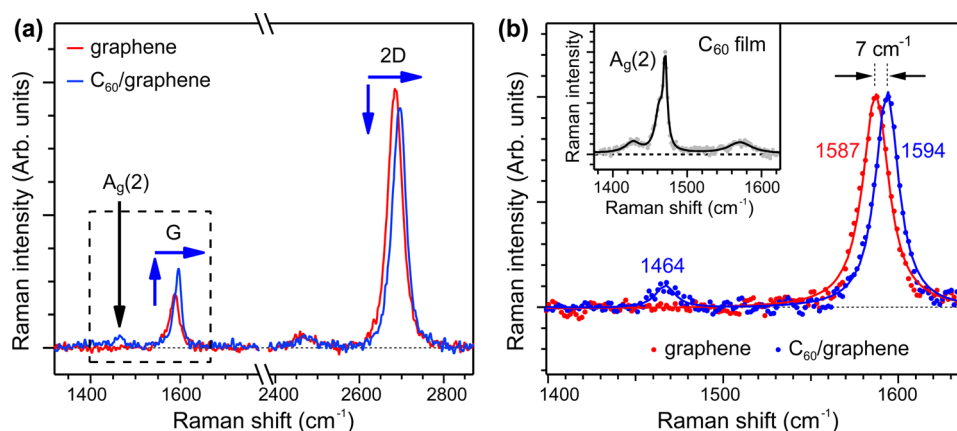 (a)
graphene
C₆₀/graphene
2D
A_g(2)
G
Raman intensity (Arb. units)
1400
1600
2400
2600
2800
Raman shift (cm⁻¹)
(b)
C₆₀ film
A_g(2)
Raman intensity
1400
1500
1600
Raman shift (cm⁻¹)
7 cm⁻¹
1587
1594
1464
graphene
C₆₀/graphene
Raman intensity (Arb. units)
1400
1500
1600
Raman shift (cm⁻¹)